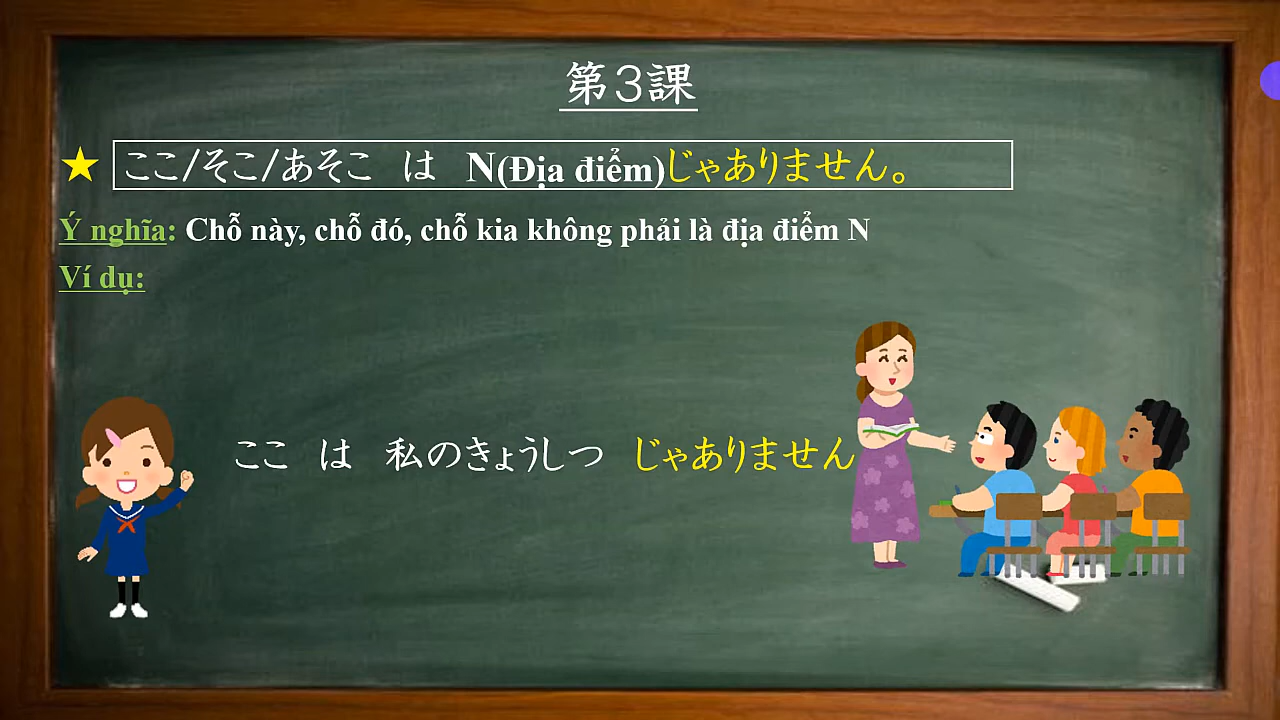 第3課
★ ここ/そこ/あそこ は N(Địa điểm)じゃありません。
Ý nghĩa: Chỗ này, chỗ đó, chỗ kia không phải là địa điểm N
Ví dụ:
ここ は 私のきょうしつ じゃありません